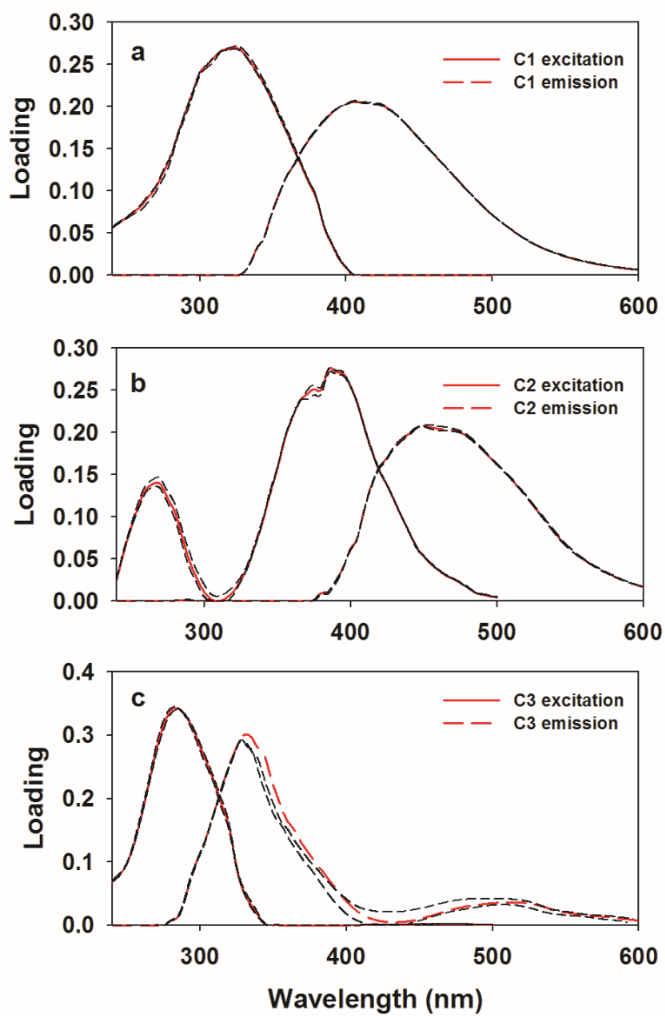 0.30
0.25
0.20
0.15
0.10
0.05
0.00
Loading
a
C1 excitation
C1 emission
300
400
500
600
0.30
0.25
0.20
0.15
0.10
0.05
0.00
Loading
b
C2 excitation
C2 emission
300
400
500
600
0.4
0.3
0.2
0.1
0.0
Loading
c
C3 excitation
C3 emission
300
400
500
600
Wavelength (nm)